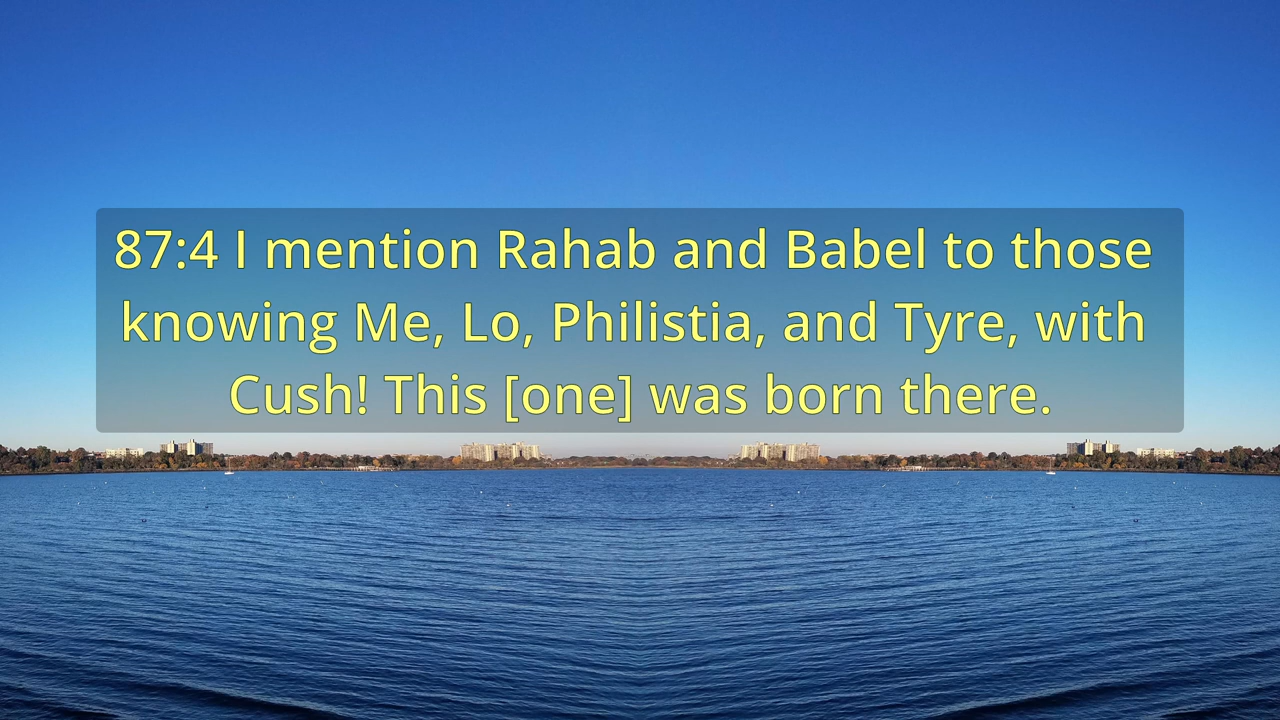 87:4 I mention Rahab and Babel to those
knowing Me, Lo, Philistia, and Tyre, with
Cush! This [one] was born there.